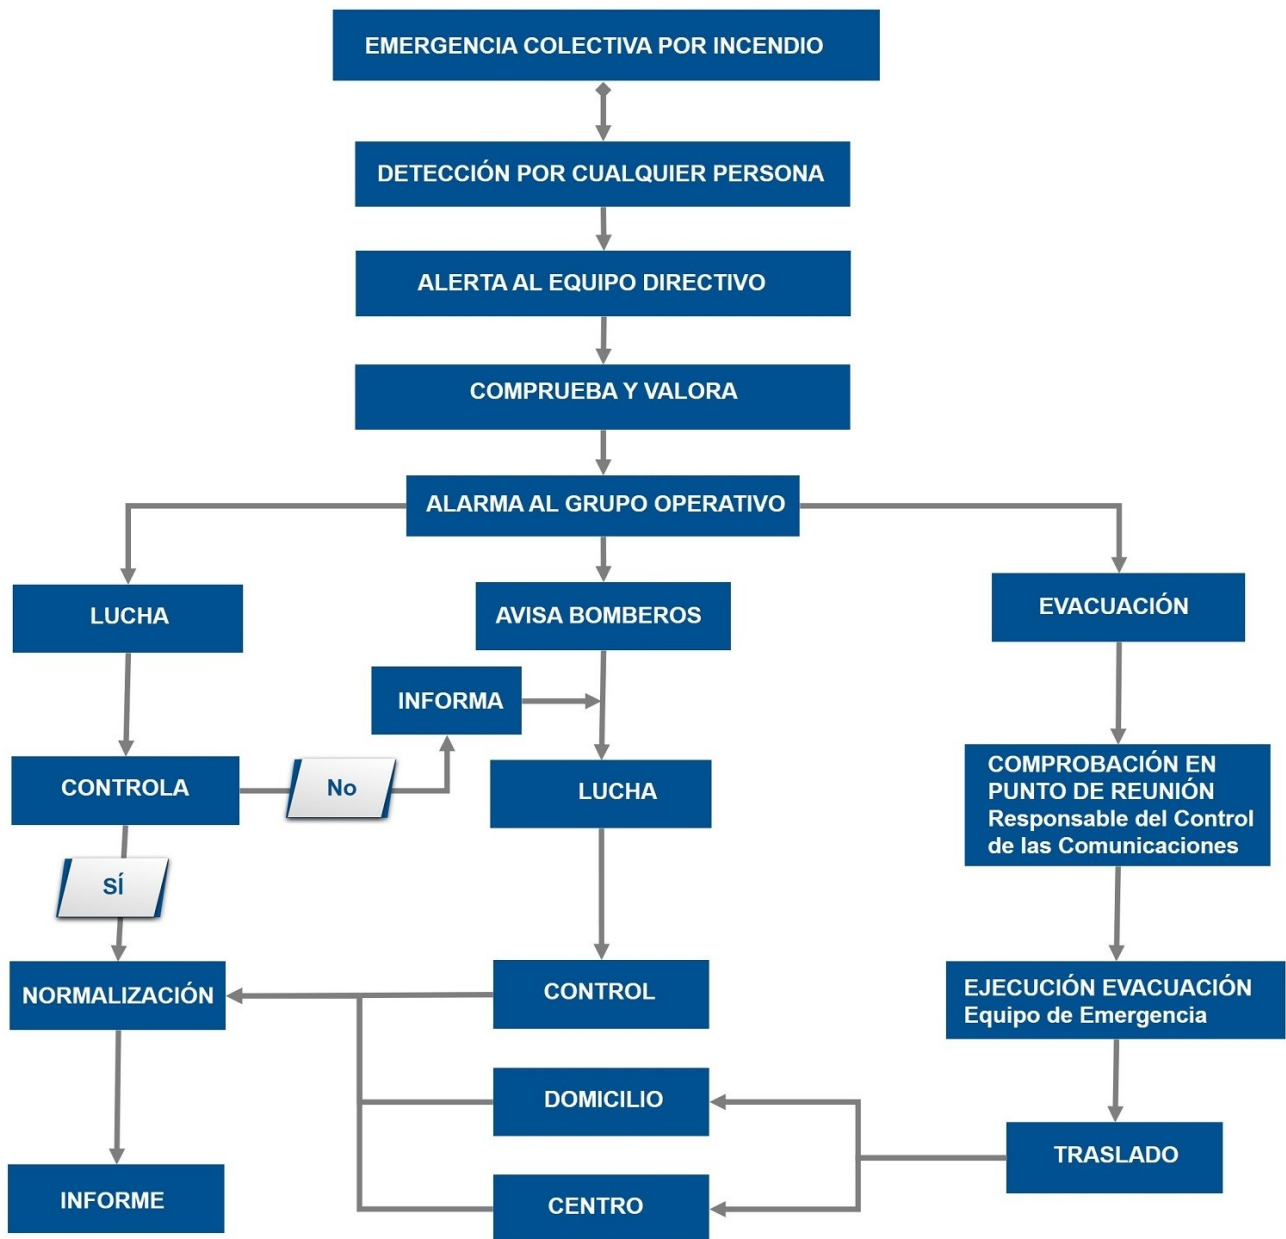 EMERGENCIA COLECTIVA POR INCENDIO
DETECCIÓN POR CUALQUIER PERSONA
ALERTA AL EQUIPO DIRECTIVO
COMPRUEBA Y VALORA
ALARMA AL GRUPO OPERATIVO
LUCHA
AVISA BOMBEROS
EVACUACIÓN
INFORMA
CONTROLA
No
LUCHA
COMPROBACIÓN EN
PUNTO DE REUNIÓN
Responsable del Control
de las Comunicaciones
SÍ
NORMALIZACIÓN
CONTROL
EJECUCIÓN EVACUACIÓN
Equipo de Emergencia
DOMICILIO
TRASLADO
INFORME
CENTRO